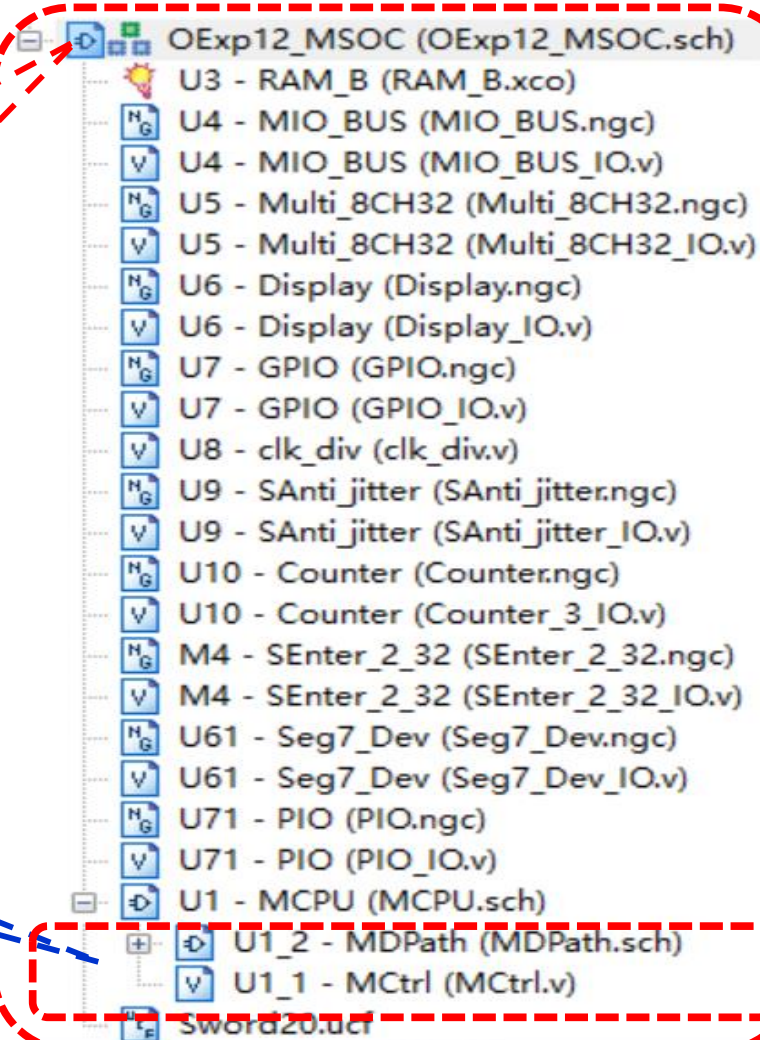 OExp12_MSOC (OExp12_MSOC.sch)
U3 - RAM_B (RAM_B.xco)
U4 - MIO_BUS (MIO_BUS.ngc)
U4 - MIO_BUS (MIO_BUS_IO.v)
U5 - Multi_8CH32 (Multi_8CH32.ngc)
U5 - Multi_8CH32 (Multi_8CH32_IO.v)
U6 - Display (Display.ngc)
U6 - Display (Display_IO.v)
U7 - GPIO (GPIO.ngc)
U7 - GPIO (GPIO_IO.v)
U8 - clk_div (clk_div.v)
U9 - SAnti_jitter (SAnti_jitter.ngc)
U9 - SAnti_jitter (SAnti_jitter_IO.v)
U10 - Counter (Counter.ngc)
U10 - Counter (Counter_3_IO.v)
M4 - SEnter_2_32 (SEnter_2_32.ngc)
M4 - SEnter_2_32 (SEnter_2_32_IO.v)
U61 - Seg7_Dev (Seg7_Dev.ngc)
U61 - Seg7_Dev (Seg7_Dev_IO.v)
U71 - PIO (PIO.ngc)
U71 - PIO (PIO_IO.v)
U1 - MCPU (MCPU.sch)
U1_2 - MDPath (MDPath.sch)
U1_1 - MCtrl (MCtrl.v)
Sword20.ucf